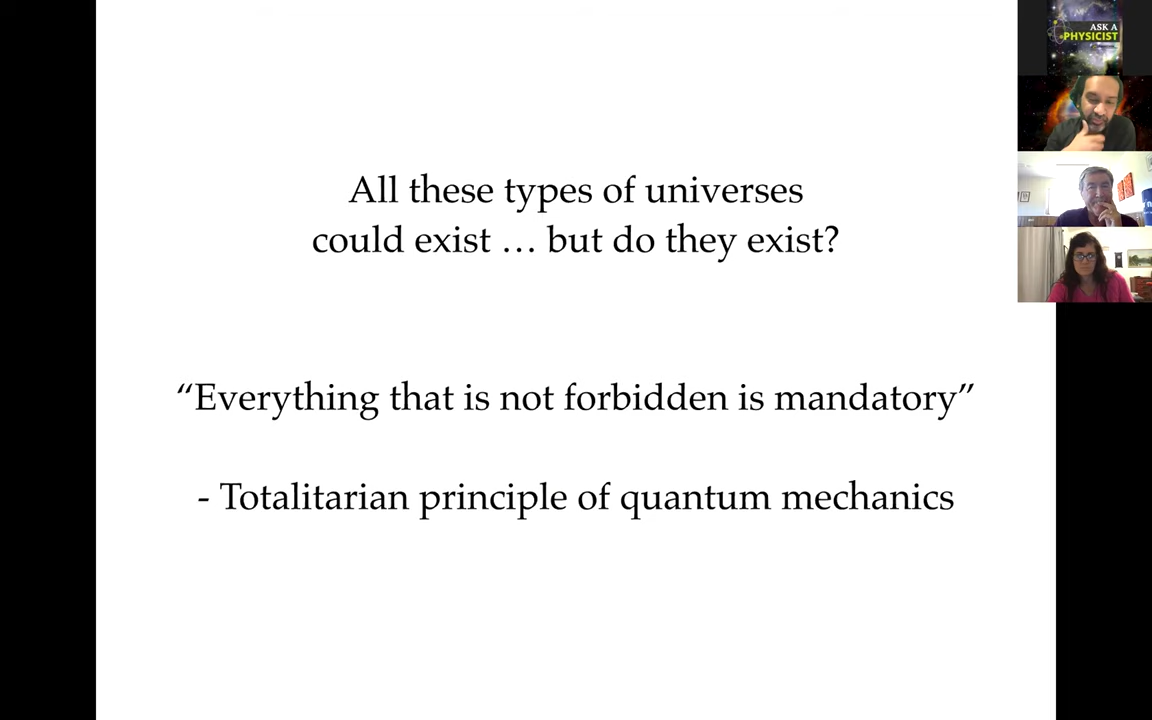 All these types of universes
could exist … but do they exist?
“Everything that is not forbidden is mandatory”
- Totalitarian principle of quantum mechanics
ASK A
PHYSICIST